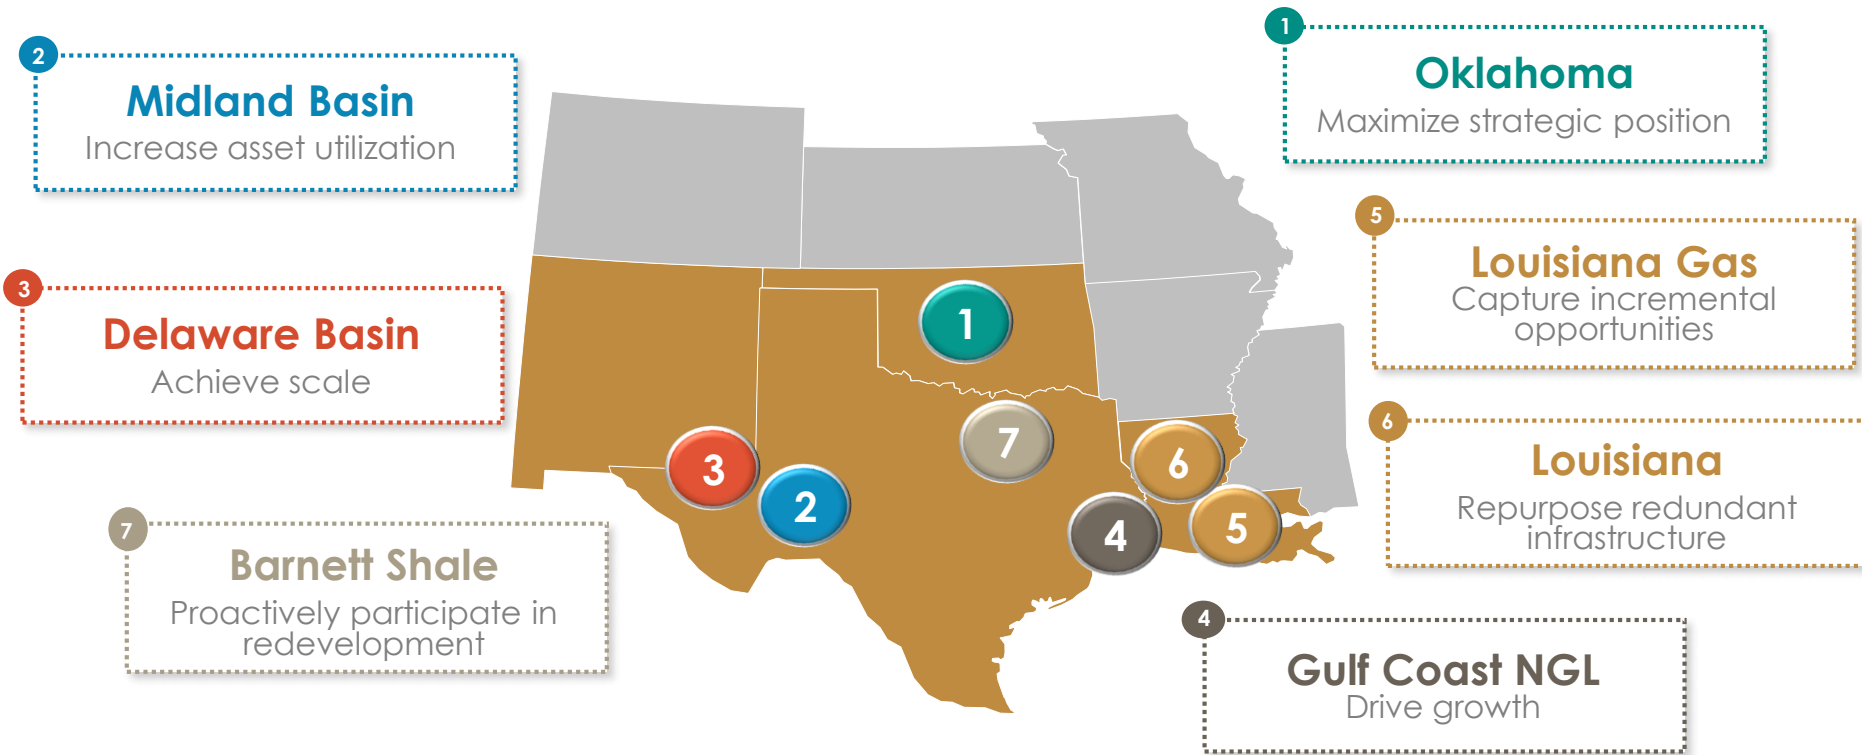 2
Midland Basin
Increase asset utilization
1
Oklahoma
Maximize strategic position
3
Delaware Basin
Achieve scale
5
Louisiana Gas
Capture incremental
opportunities
6
Louisiana
Repurpose redundant
infrastructure
7
Barnett Shale
Proactively participate in
redevelopment
4
Gulf Coast NGL
Drive growth
1
7
3
2
6
4
5